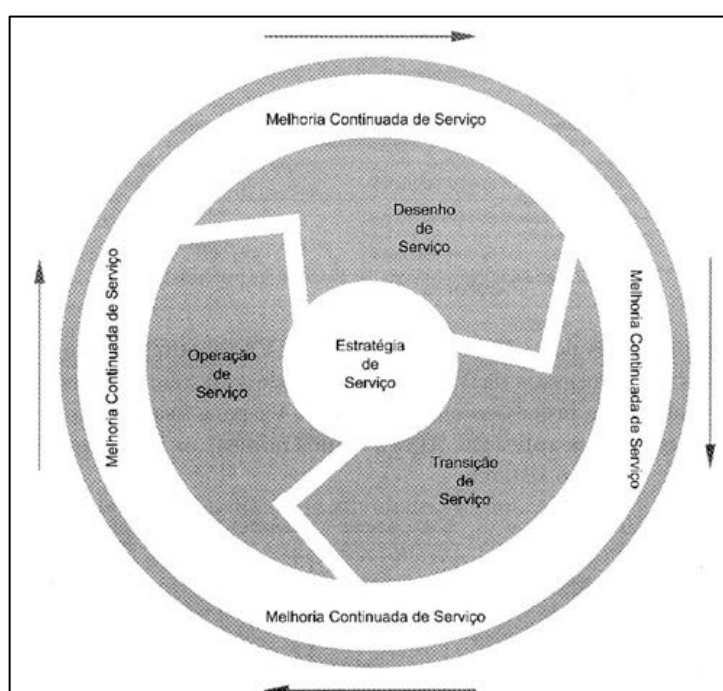 Melhoria Continuada de Serviço
Desenho
de
Serviço
Melhoria Continuada de Serviço
Estratégia
de
Serviço
Operação
de
Serviço
Melhoria Continuada de Serviço
Transição
de
Serviço
Melhoria Continuada de Serviço